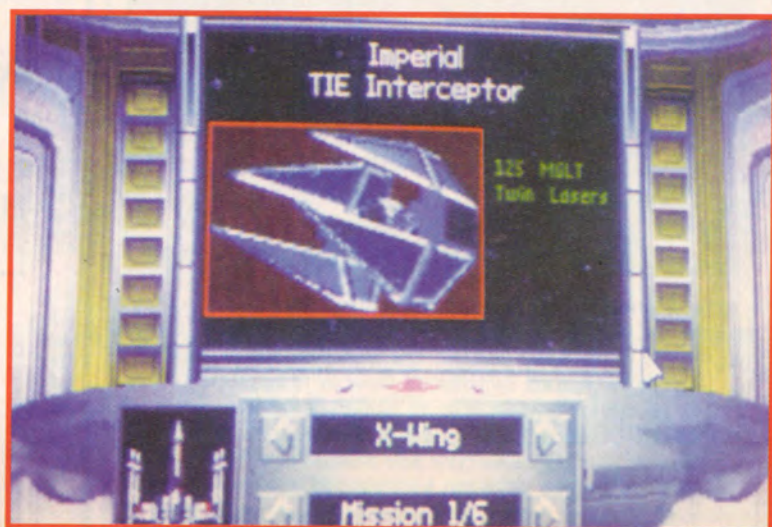 Imperial
TIE Interceptor
125 MGLT
Twin Lasers
X-Wing
Mission 1/6